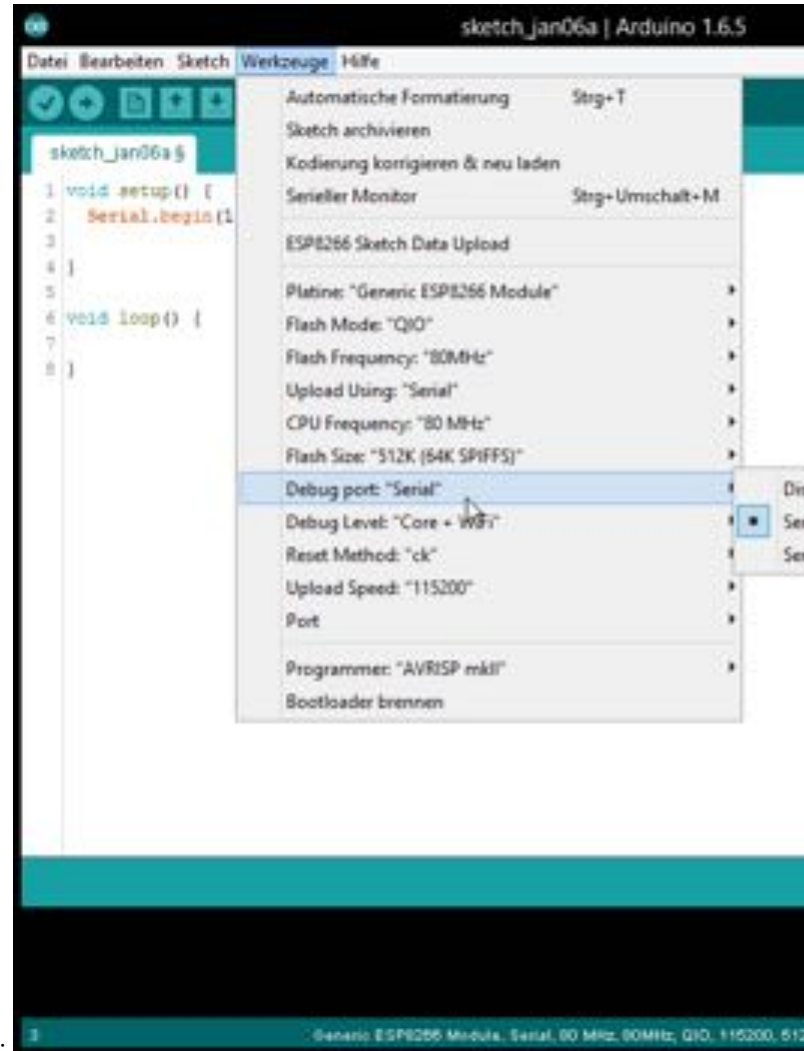 sketch_jan06a | Arduino 1.6.5
Datei Bearbeiten Sketch Werkzeuge Hilfe
Automatische Formatierung Strg+T
Sketch archivieren
sketch_jan06a §
Kodierung korrigieren & neu laden
Serieller Monitor Strg+Umschalt+M
ESP8266 Sketch Data Upload
Platine: "Generic ESP8266 Module"
Flash Mode: "QIO"
Flash Frequency: "80MHz"
Upload Using: "Serial"
CPU Frequency: "80 MHz"
Flash Size: "512K (64K SPIFFS)"
Debug port: "Serial"
Debug Level: "Core + WiFi"
Reset Method: "ck"
Upload Speed: "115200"
Port
Programmer: "AVRISP mkII"
Bootloader brennen
Dis
Ser
Ser
1 void setup() {
2 Serial.begin(1
3
4 }
5
6 void loop() {
7
8 }
3 Generic ESP8266 Module, Serial, 80 MHz, 80MHz, QIO, 115200, 512